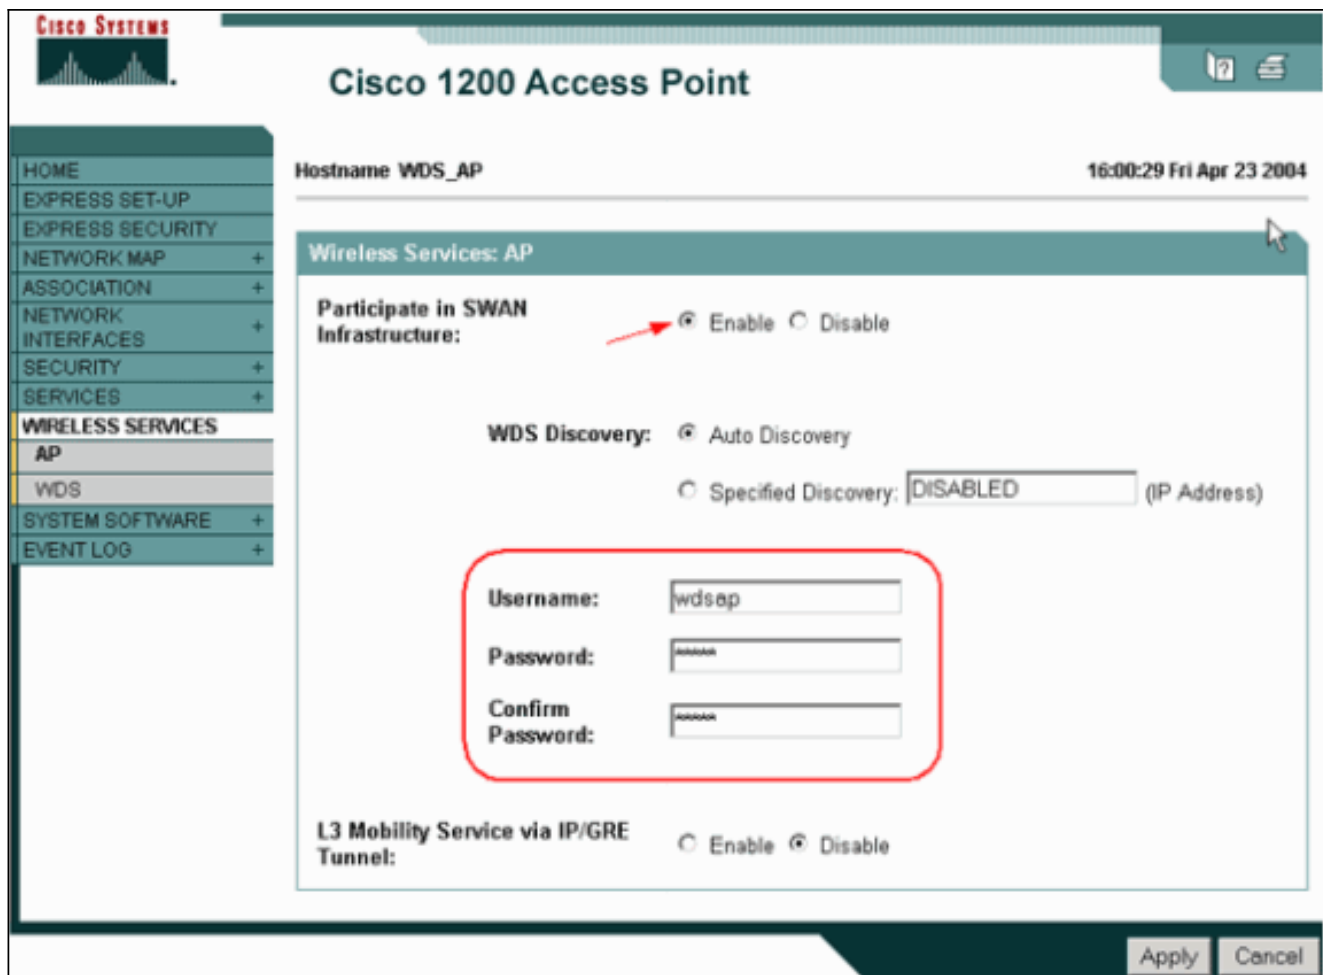 CISCO SYSTEMS
Cisco 1200 Access Point
HOME
EXPRESS SET-UP
EXPRESS SECURITY
NETWORK MAP +
ASSOCIATION +
NETWORK
INTERFACES +
SECURITY +
SERVICES +
WIRELESS SERVICES
AP
WDS
SYSTEM SOFTWARE +
EVENT LOG +
Hostname WDS_AP
16:00:29 Fri Apr 23 2004
Wireless Services: AP
Participate in SWAN
Infrastructure:
Enable Disable
WDS Discovery: Auto Discovery
Specified Discovery: DISABLED (IP Address)
Username: wdsap
Password: *****
Confirm
Password: *****
L3 Mobility Service via IP/GRE
Tunnel:
Enable Disable
Apply Cancel